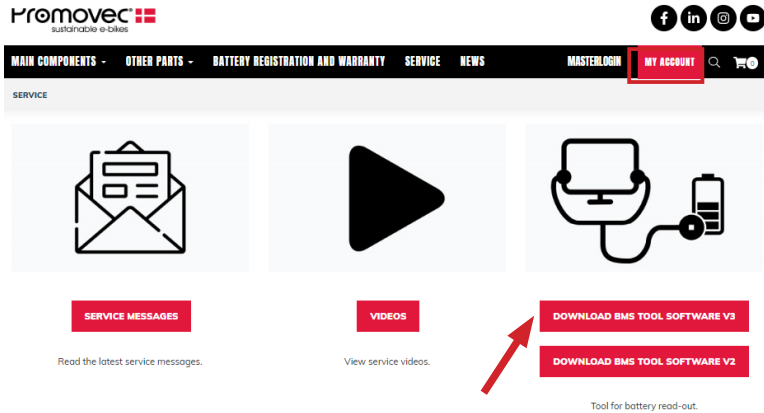 Promovec
sustainable e-bikes
MAIN COMPONENTS
OTHER PARTS
BATTERY REGISTRATION AND WARRANTY
SERVICE
NEWS
MASTERLOGIN
MY ACCOUNT
0
SERVICE
SERVICE MESSAGES
Read the latest service messages.
VIDEOS
View service videos.
DOWNLOAD BMS TOOL SOFTWARE V3
DOWNLOAD BMS TOOL SOFTWARE V2
Tool for battery read-out.